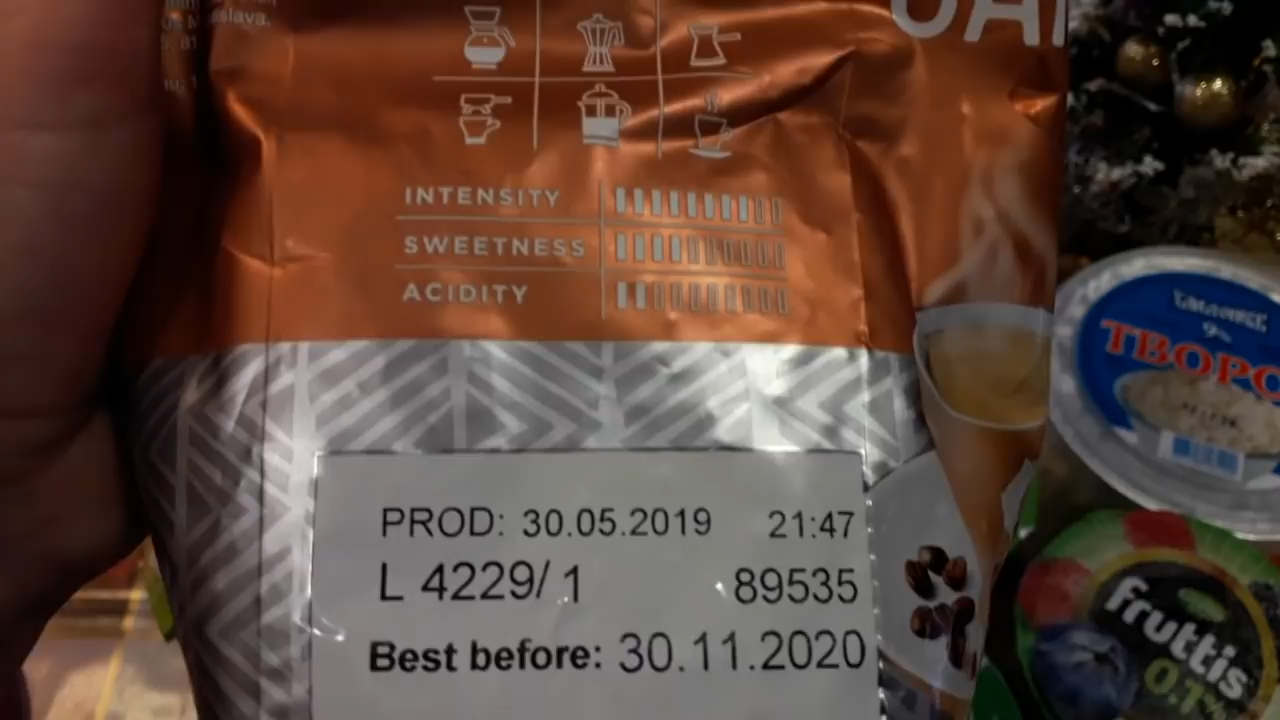 INTENSITY
SWEETNESS
ACIDITY
PROD: 30.05.2019 21:47
L 4229/1 89535
Best before: 30.11.2020
9%
ТВОРО
fruttis
0.1%